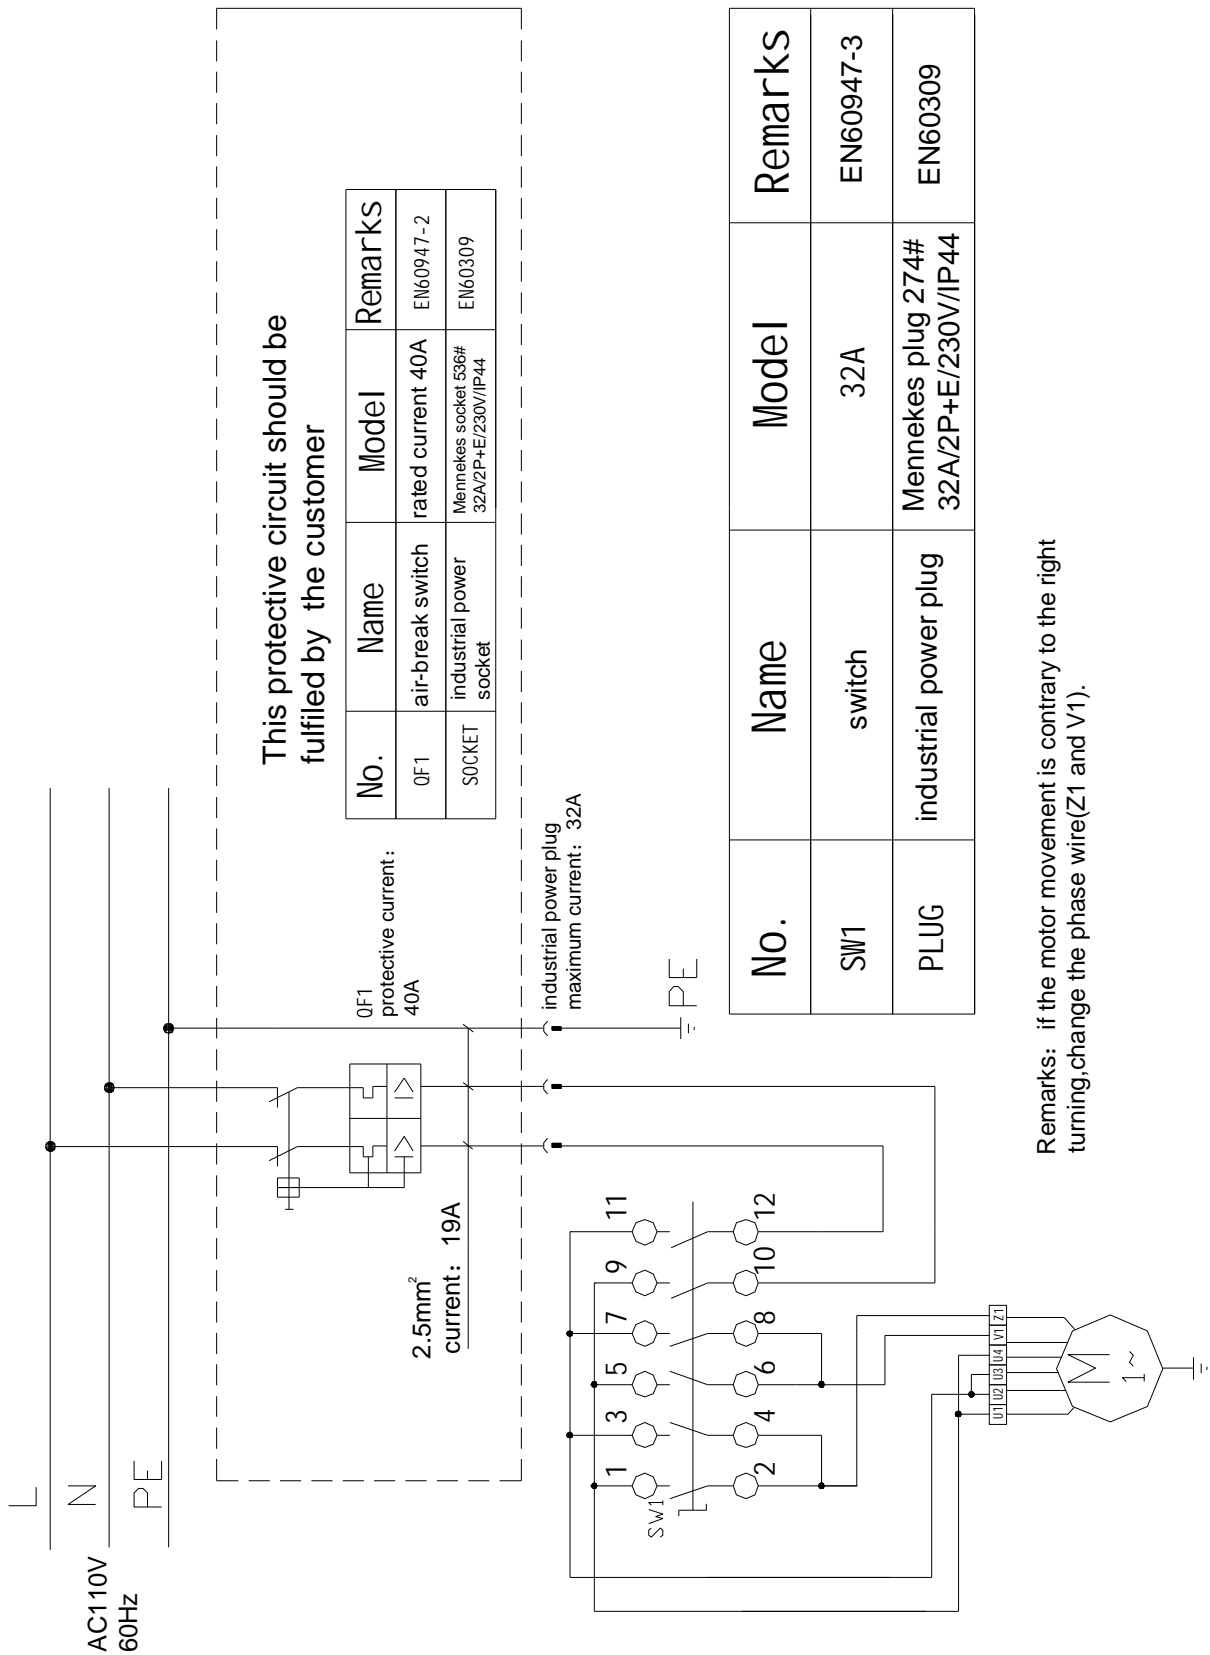 AC110V
60Hz
L
N
PE
This protective circuit should be
fulfiled by the customer
No. Name Model Remarks
QF1 air-break switch rated current 40A EN60947-2
SOCKET industrial power
socket Mennekes socket 536#
32A/2P+E/230V/IP44 EN60309
QF1
protective current:
40A
2.5mm²
current: 19A
industrial power plug
maximum current: 32A
PE
SW1
1 3 5 7 9 11
2 4 6 8 10 12
U1 U2 U3 U4 V1 Z1
M
1~
No. Name Model Remarks
SW1 switch 32A EN60947-3
PLUG industrial power plug Mennekes plug 274#
32A/2P+E/230V/IP44 EN60309
Remarks: if the motor movement is contrary to the right
turning,change the phase wire(Z1 and V1).